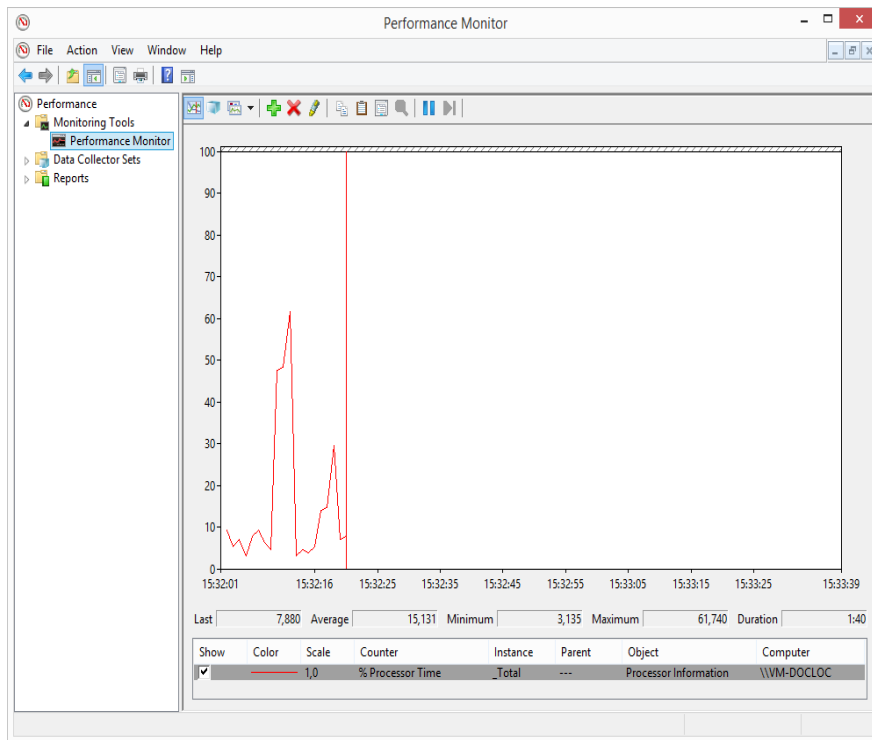 Performance Monitor
File Action View Window Help
Performance
Monitoring Tools
Performance Monitor
Data Collector Sets
Reports
100
90
80
70
60
50
40
30
20
10
0
15:32:01 15:32:16 15:32:25 15:32:35 15:32:45 15:32:55 15:33:05 15:33:15 15:33:25 15:33:39
Last 7,880 Average 15,131 Minimum 3,135 Maximum 61,740 Duration 1:40
Show Color Scale Counter Instance Parent Object Computer
1,0 % Processor Time _Total --- Processor Information \\VM-DOCLOC